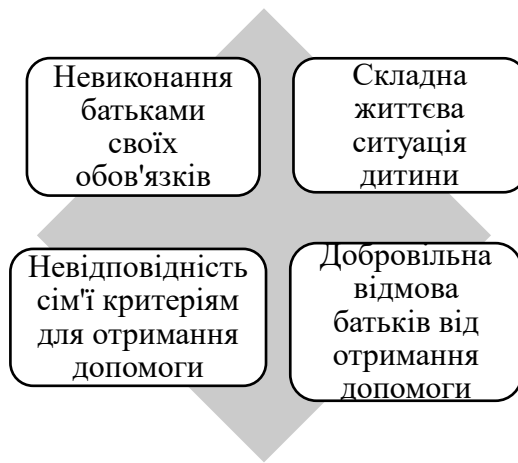 Невиконання
батьками
своїх
обов'язків
Складна
життєва
ситуація
дитини
Невідповідність
сім'ї критеріям
для отримання
допомоги
Добровільна
відмова
батьків від
отримання
допомоги